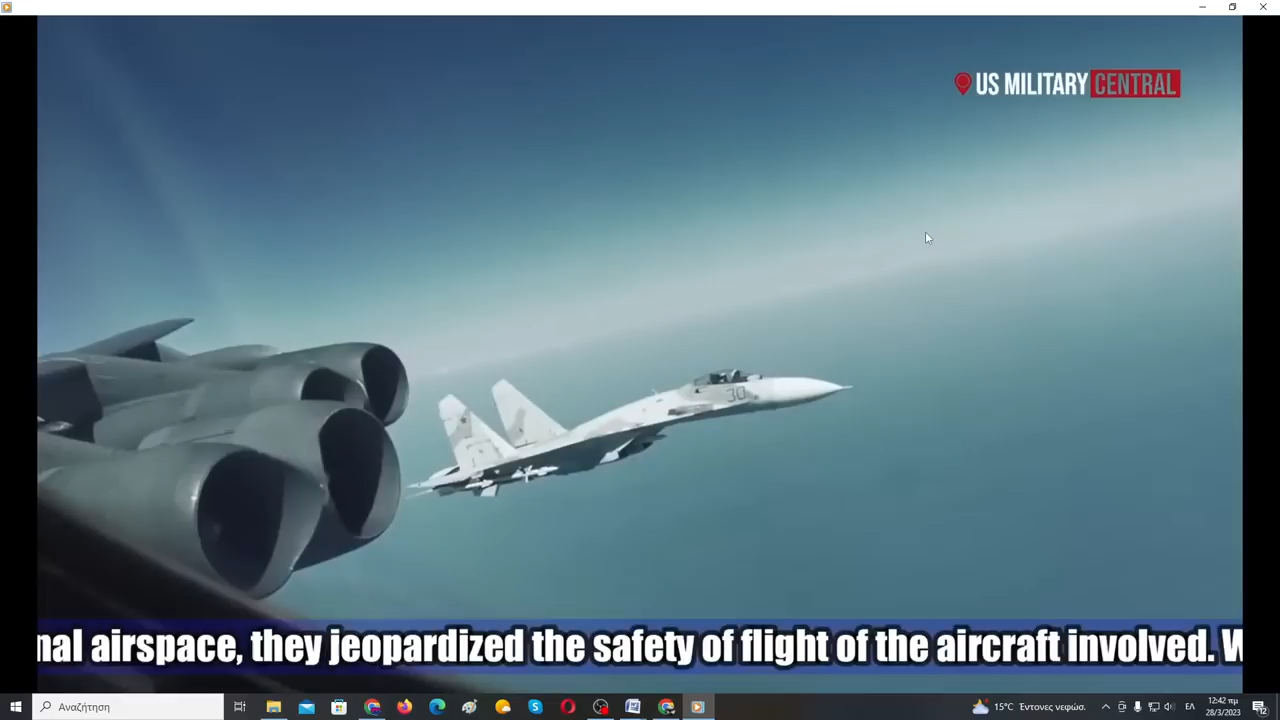 US MILITARY CENTRAL
30
nal airspace, they jeopardized the safety of flight of the aircraft involved. W
Αναζήτηση
15°C Έντονες νεφώσ. ΕΛ 12:42 πμ
28/3/2023
12